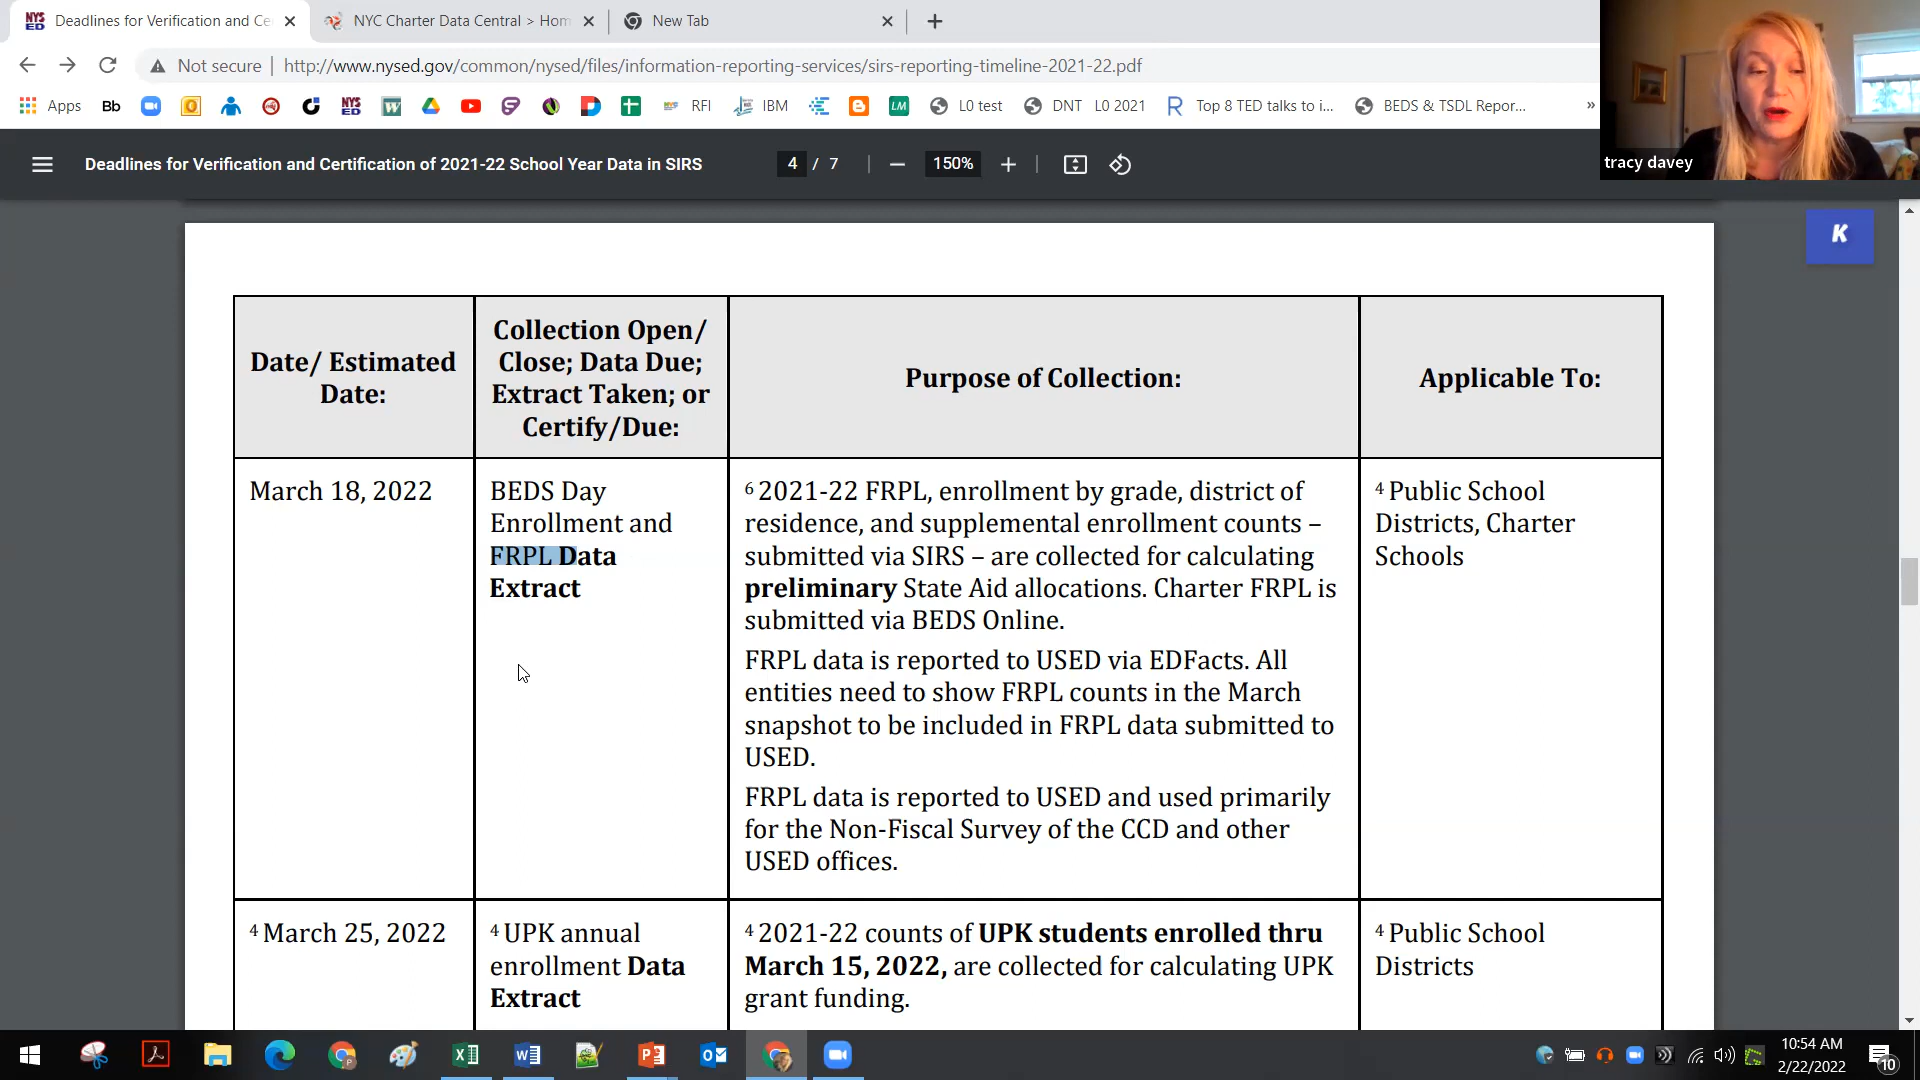 Deadlines for Verification and Ce
NYC Charter Data Central > Hom
New Tab
Not secure
http://www.nysed.gov/common/nysed/files/information-reporting-services/sirs-reporting-timeline-2021-22.pdf
Apps
Bb
NYS
ED
RFI
IBM
LM
L0 test
DNT L0 2021
Top 8 TED talks to i...
BEDS & TSDL Repor...
»
tracy davey
Deadlines for Verification and Certification of 2021-22 School Year Data in SIRS
4 / 7
150%
K
Date/ Estimated
Date:
Collection Open/
Close; Data Due;
Extract Taken; or
Certify/Due:
Purpose of Collection:
Applicable To:
March 18, 2022
BEDS Day
Enrollment and
FRPL Data
Extract
6 2021-22 FRPL, enrollment by grade, district of
residence, and supplemental enrollment counts –
submitted via SIRS – are collected for calculating
preliminary State Aid allocations. Charter FRPL is
submitted via BEDS Online.
FRPL data is reported to USED via EDFacts. All
entities need to show FRPL counts in the March
snapshot to be included in FRPL data submitted to
USED.
FRPL data is reported to USED and used primarily
for the Non-Fiscal Survey of the CCD and other
USED offices.
4 Public School
Districts, Charter
Schools
4 March 25, 2022
4 UPK annual
enrollment Data
Extract
4 2021-22 counts of UPK students enrolled thru
March 15, 2022, are collected for calculating UPK
grant funding.
4 Public School
Districts
10:54 AM
2/22/2022
10